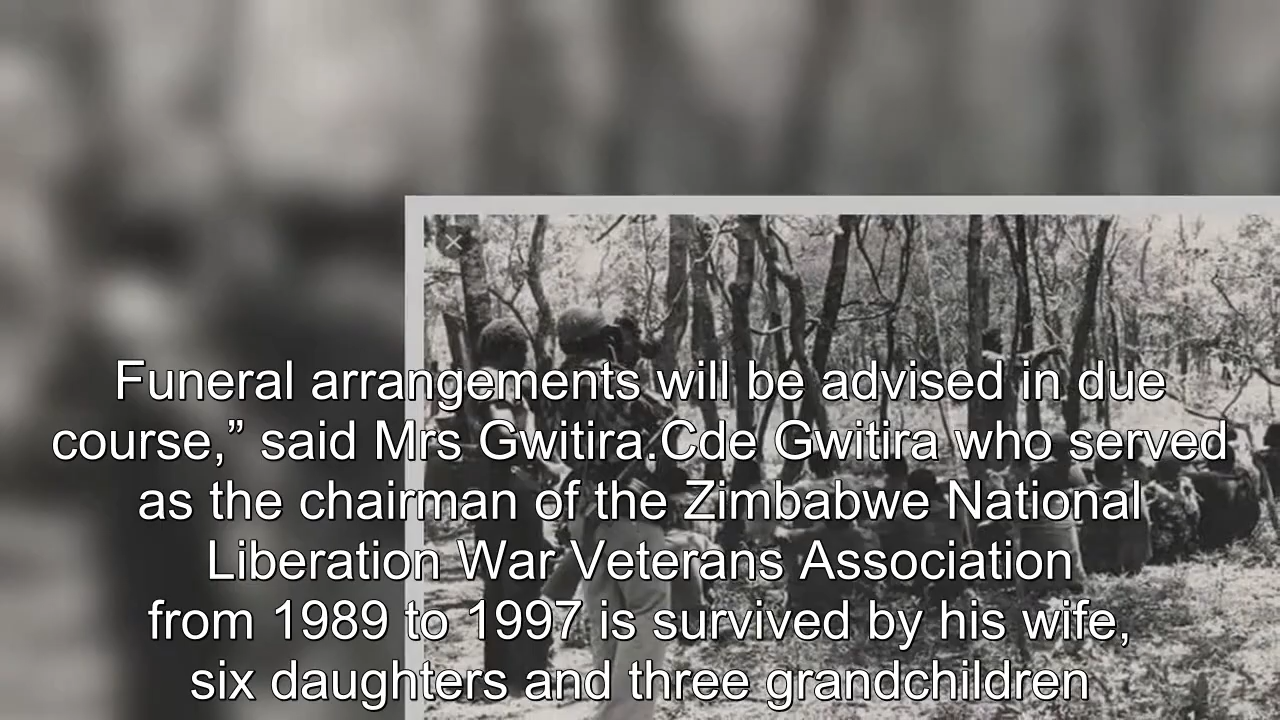 Funeral arrangements will be advised in due
course,” said Mrs Gwitira.Cde Gwitira who served
as the chairman of the Zimbabwe National
Liberation War Veterans Association
from 1989 to 1997 is survived by his wife,
six daughters and three grandchildren